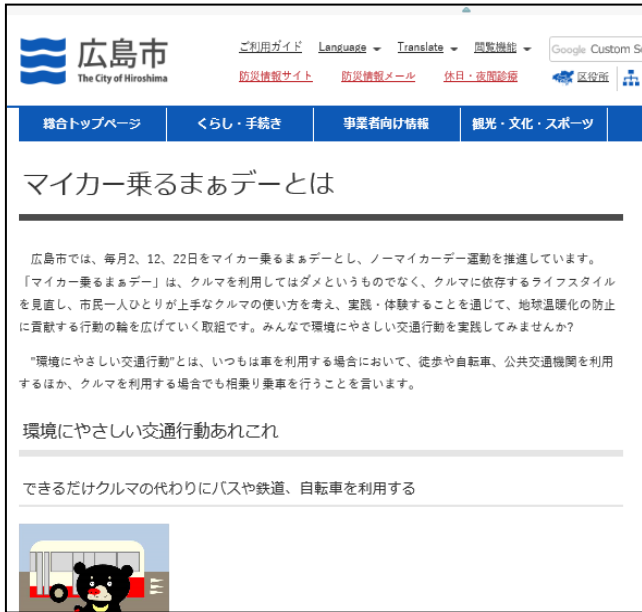 広島市
The City of Hiroshima
ご利用ガイド Language Translate 閲覧機能
Google Custom Se
防災情報サイト 防災情報メール 休日・夜間診療 区役所
総合トップページ くらし・手続き 事業者向け情報 観光・文化・スポーツ
マイカー乗るまぁデーとは
広島市では、毎月2、12、22日をマイカー乗るまぁデーとし、ノーマイカーデー運動を推進しています。
「マイカー乗るまぁデー」は、クルマを利用してはダメというものでなく、クルマに依存するライフスタイル
を見直し、市民一人ひとりが上手なクルマの使い方を考え、実践・体験することを通じて、地球温暖化の防止
に貢献する行動の輪を広げていく取組です。みんなで環境にやさしい交通行動を実践してみませんか?
"環境にやさしい交通行動"とは、いつもは車を利用する場合において、徒歩や自転車、公共交通機関を利用
するほか、クルマを利用する場合でも相乗り乗車を行うことを言います。
環境にやさしい交通行動あれこれ
できるだけクルマの代わりにバスや鉄道、自転車を利用する